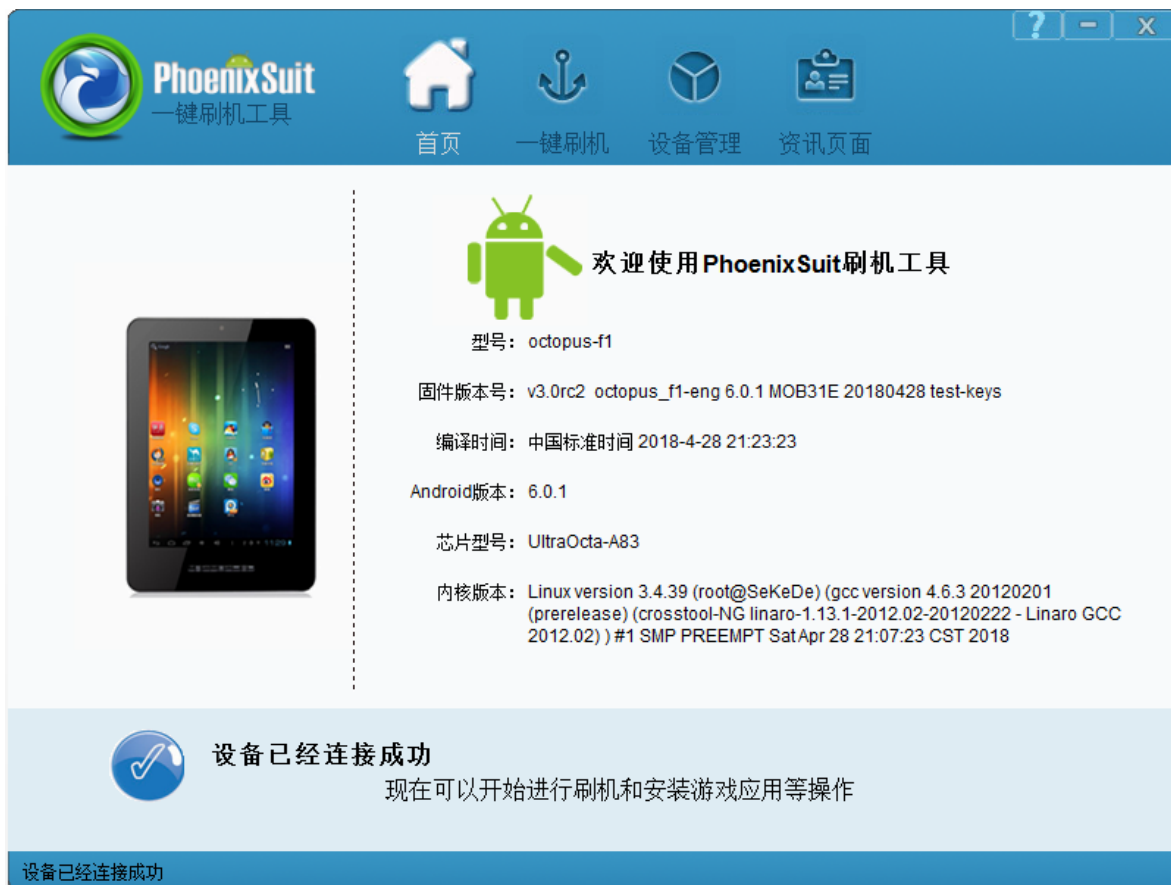 ?
PhoenixSuit
一键刷机工具
首页
一键刷机
设备管理
资讯页面
欢迎使用PhoenixSuit刷机工具
型号： octopus-f1
固件版本号： v3.0rc2 octopus_f1-eng 6.0.1 MOB31E 20180428 test-keys
编译时间： 中国标准时间 2018-4-28 21:23:23
Android版本： 6.0.1
芯片型号： UltraOcta-A83
内核版本： Linux version 3.4.39 (root@SeKeDe) (gcc version 4.6.3 20120201
(prerelease) (crosstool-NG linaro-1.13.1-2012.02-20120222 - Linaro GCC
2012.02) ) #1 SMP PREEMPT Sat Apr 28 21:07:23 CST 2018
设备已经连接成功
现在可以开始进行刷机和安装游戏应用等操作
设备已经连接成功